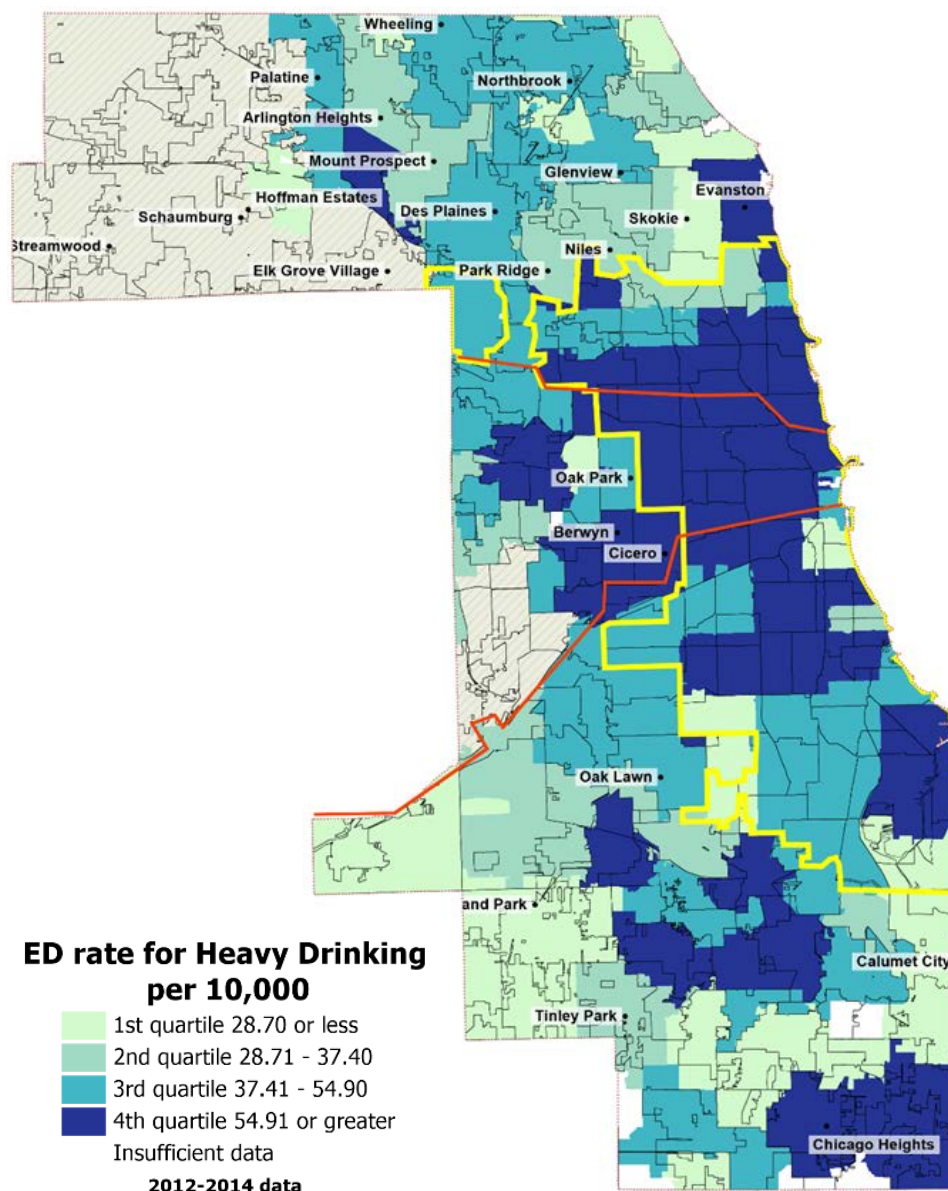 Wheeling
Palatine
Northbrook
Arlington Heights
Mount Prospect
Glenview
Evanston
Hoffman Estates
Schaumburg
Des Plaines
Skokie
Streamwood
Niles
Elk Grove Village
Park Ridge
Oak Park
Berwyn
Cicero
Oak Lawn
and Park
ED rate for Heavy Drinking
per 10,000
1st quartile 28.70 or less
2nd quartile 28.71 - 37.40
3rd quartile 37.41 - 54.90
4th quartile 54.91 or greater
Insufficient data
2012-2014 data
Calumet City
Tinley Park
Chicago Heights